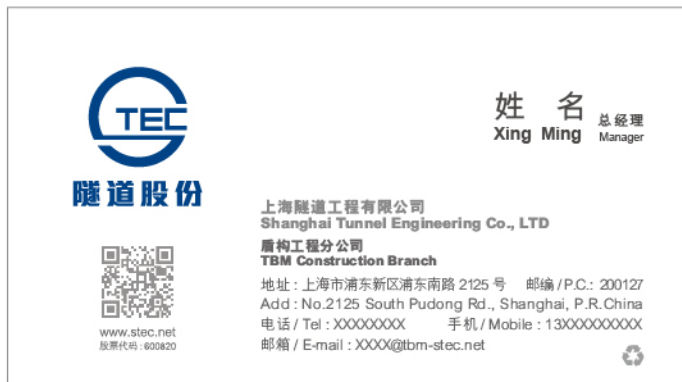 TEC
隧道股份
姓 名 总经理
Xing Ming Manager
上海隧道工程有限公司
Shanghai Tunnel Engineering Co., LTD
盾构工程分公司
TBM Construction Branch
地址 : 上海市浦东新区浦东南路 2125 号 邮编 / P.C.: 200127
Add : No.2125 South Pudong Rd., Shanghai, P.R.China
电话 / Tel : XXXXXXXX 手机 / Mobile : 13XXXXXXXXX
邮箱 / E-mail : XXXX@tbm-stec.net
www.stec.net
股票代码 : 600820